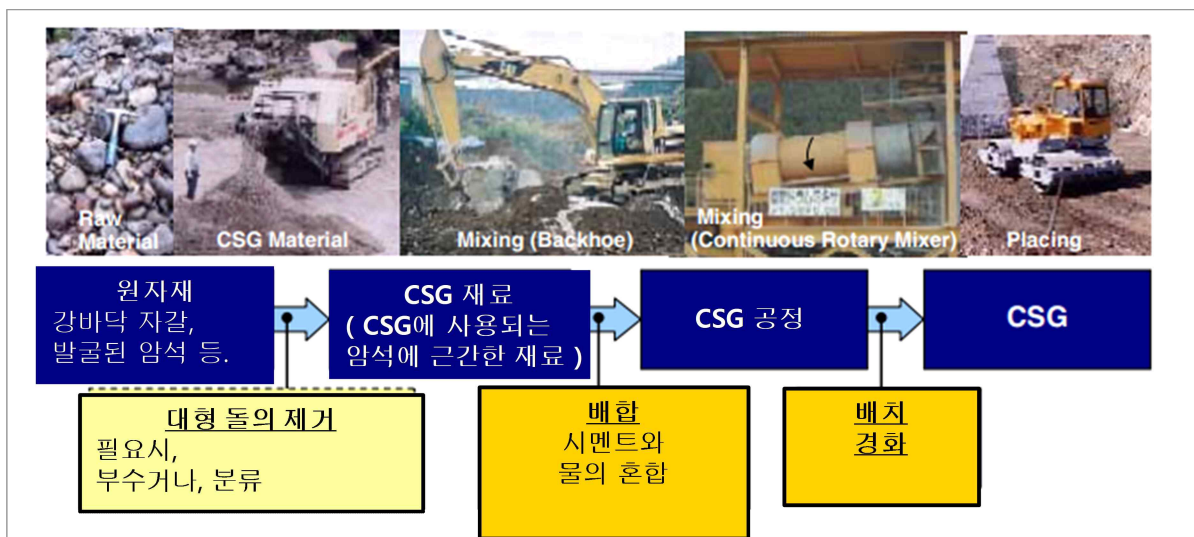 Raw
Material
CSG Material
Mixing (Backhoe)
Mixing
(Continuous Rotary Mixer)
Placing
원자재
강바닥 자갈,
발굴된 암석 등.
CSG 재료
( CSG에 사용되는
암석에 근간한 재료 )
CSG 공정
CSG
대형 돌의 제거
필요시,
부수거나, 분류
배합
시멘트와
물의 혼합
배치
경화